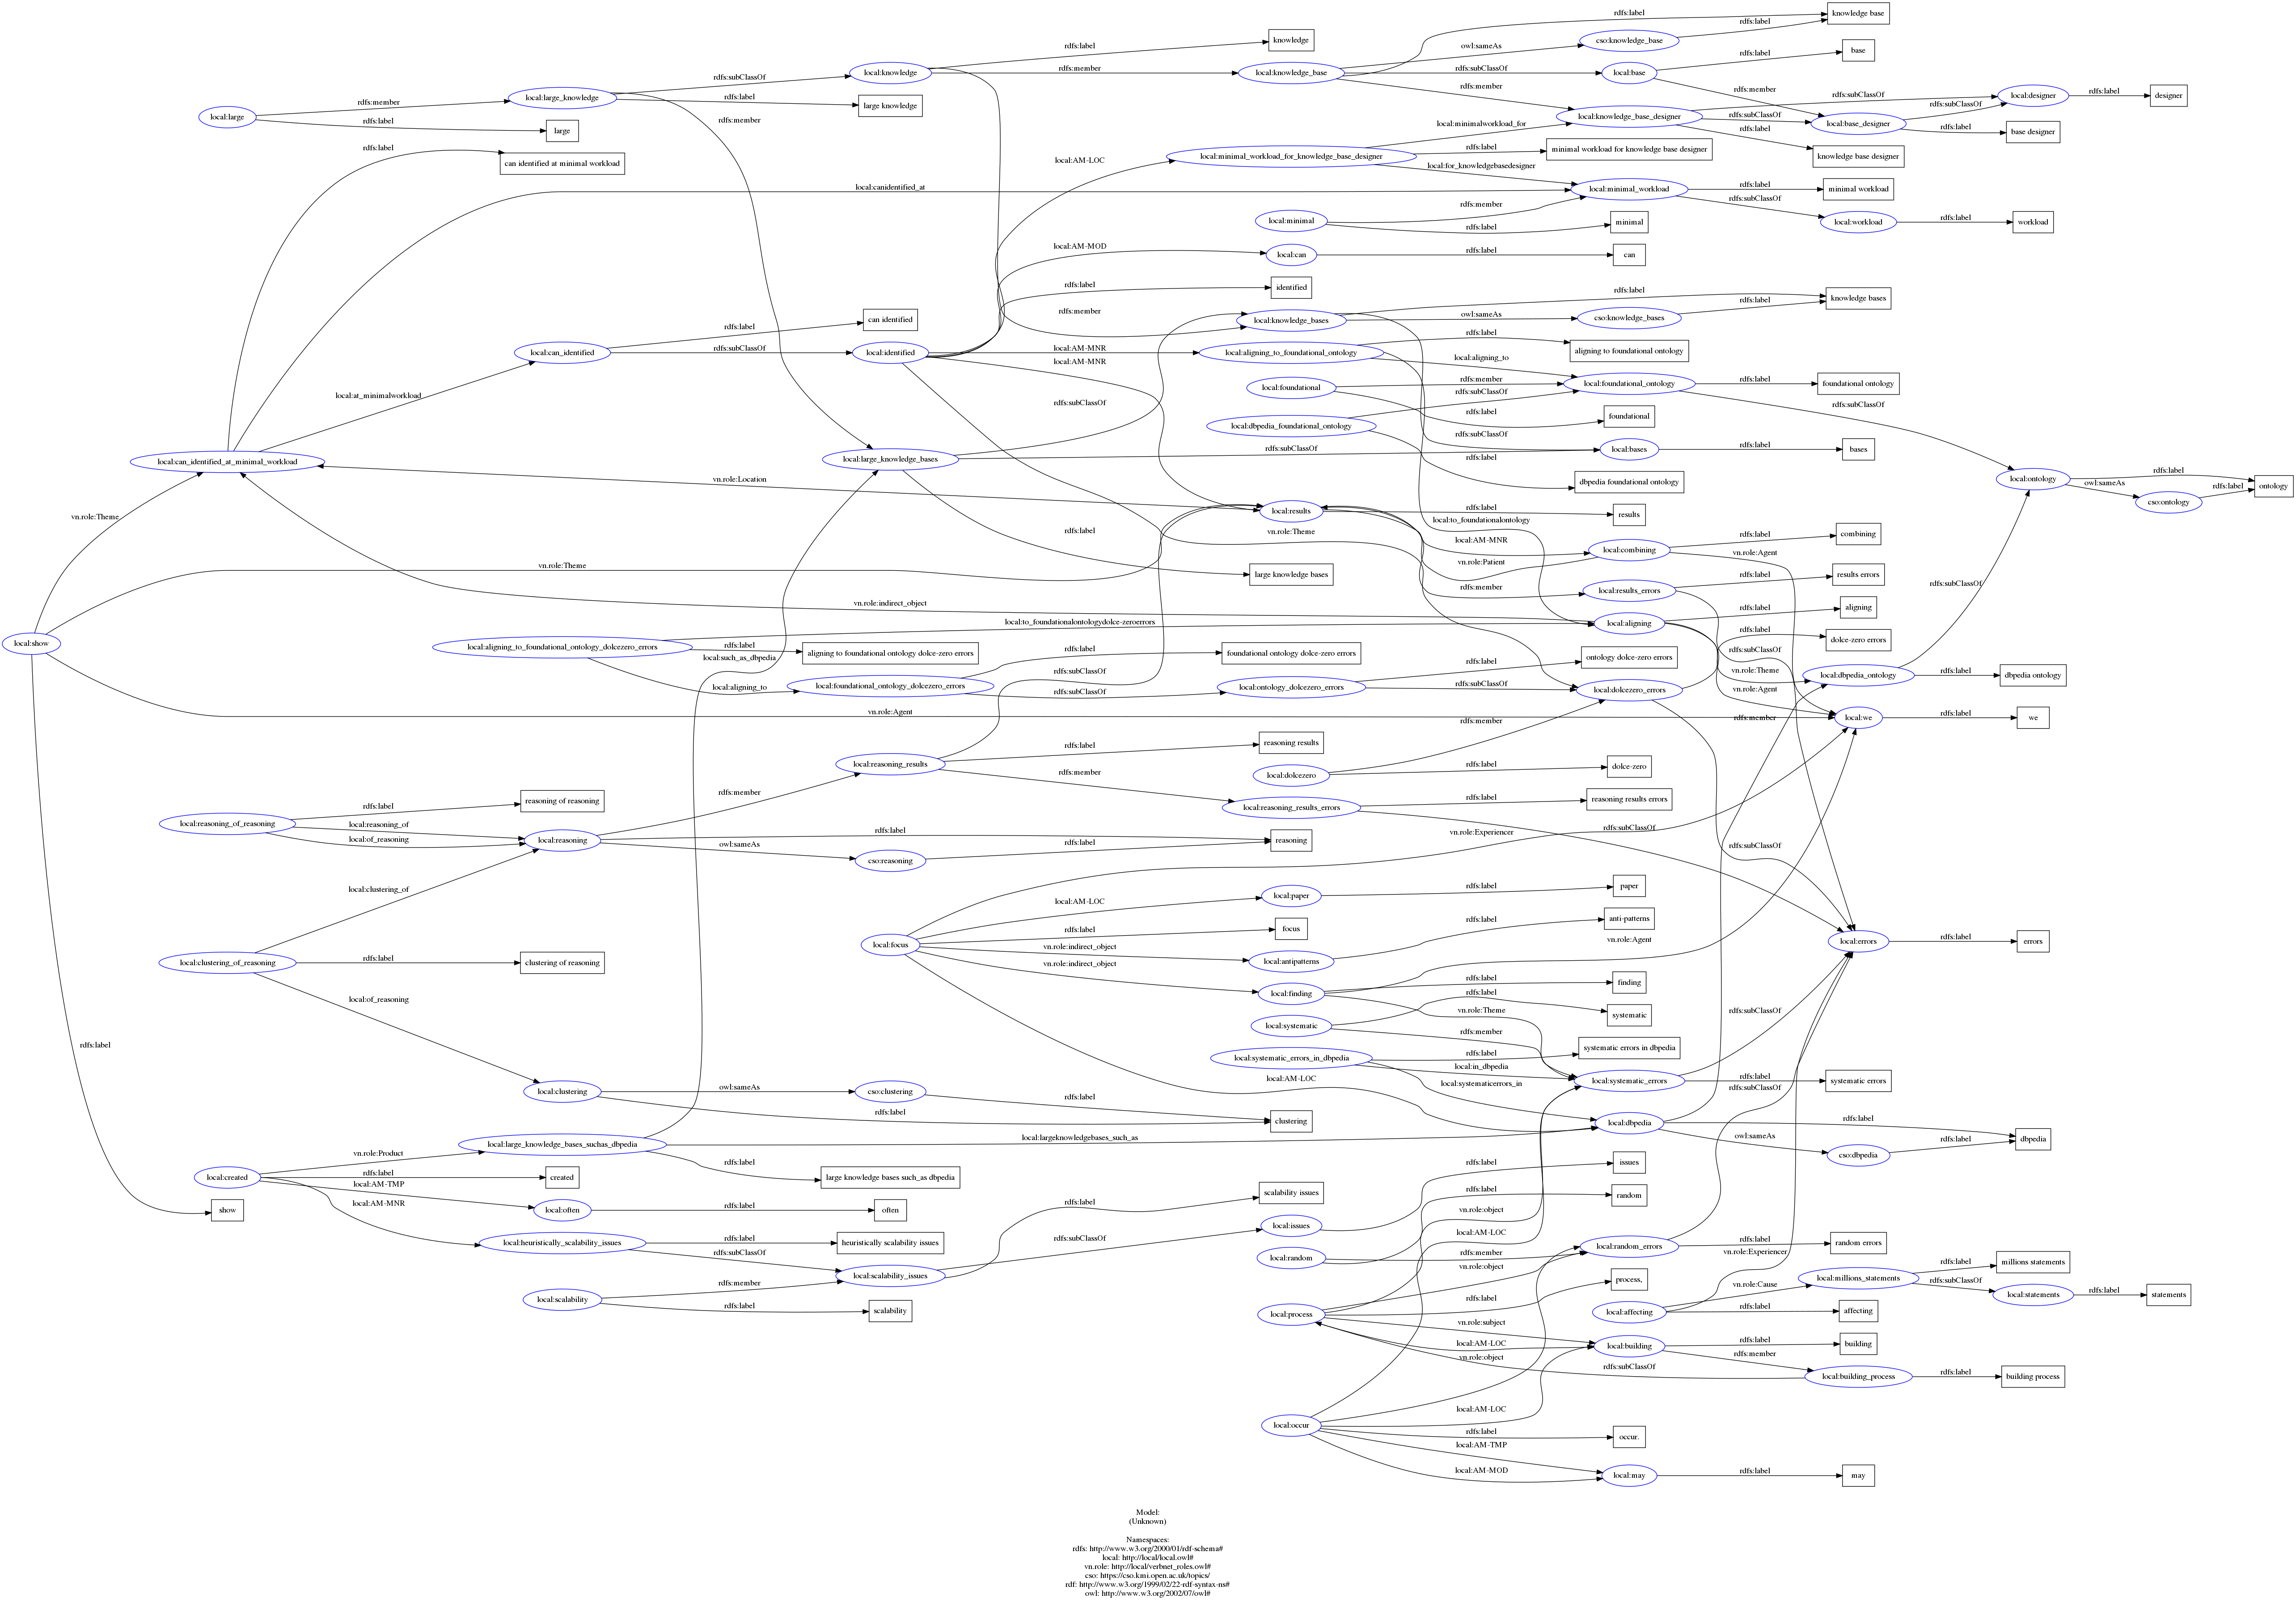 rdfs:label
knowledge base
rdfs:label
cso:knowledge_base
knowledge
rdfs:label
owl:sameAs
rdfs:label
base
local:knowledge
rdfs:member
local:knowledge_base
rdfs:subClassOf
local:base
rdfs:subClassOf
rdfs:member
rdfs:member
rdfs:subClassOf
local:designer
rdfs:label
designer
local:large_knowledge
rdfs:label
large knowledge
rdfs:member
local:large
rdfs:label
large
rdfs:member
local:minimalworkload_for
local:knowledge_base_designer
rdfs:subClassOf
rdfs:subClassOf
local:base_designer
rdfs:label
base designer
rdfs:label
knowledge base designer
rdfs:label
can identified at minimal workload
local:AM-LOC
local:minimal_workload_for_knowledge_base_designer
rdfs:label
minimal workload for knowledge base designer
local:for_knowledgebasedesigner
local:canidentified_at
local:minimal_workload
rdfs:label
minimal workload
rdfs:subClassOf
rdfs:member
local:minimal
rdfs:label
minimal
local:workload
rdfs:label
workload
local:AM-MOD
local:can
rdfs:label
can
rdfs:label
identified
rdfs:member
local:knowledge_bases
rdfs:label
knowledge bases
owl:sameAs
cso:knowledge_bases
rdfs:label
rdfs:label
can identified
local:can_identified
rdfs:subClassOf
local:identified
local:AM-MNR
local:AM-MNR
local:aligning_to_foundational_ontology
rdfs:label
aligning to foundational ontology
local:aligning_to
local:foundational
rdfs:member
local:foundational_ontology
rdfs:label
foundational ontology
rdfs:subClassOf
rdfs:subClassOf
rdfs:label
foundational
local:at_minimalworkload
rdfs:subClassOf
local:dbpedia_foundational_ontology
rdfs:subClassOf
rdfs:label
dbpedia foundational ontology
local:bases
rdfs:label
bases
local:can_identified_at_minimal_workload
local:large_knowledge_bases
rdfs:subClassOf
vn.role:Location
local:ontology
rdfs:label
ontology
owl:sameAs
cso:ontology
rdfs:label
vn.role:Theme
local:results
rdfs:label
results
rdfs:label
local:to_foundationalontology
vn.role:Theme
local:AM-MNR
local:combining
rdfs:label
combining
vn.role:Agent
vn.role:Patient
vn.role:Theme
large knowledge bases
rdfs:member
local:results_errors
rdfs:label
results errors
rdfs:subClassOf
vn.role:indirect_object
local:show
local:to_foundationalontologydolce-zeroerrors
local:aligning
rdfs:label
aligning
local:aligning_to_foundational_ontology_dolcezero_errors
rdfs:label
aligning to foundational ontology dolce-zero errors
local:such_as_dbpedia
rdfs:label
foundational ontology dolce-zero errors
rdfs:label
ontology dolce-zero errors
rdfs:label
dolce-zero errors
rdfs:subClassOf
local:aligning_to
local:foundational_ontology_dolcezero_errors
rdfs:subClassOf
rdfs:subClassOf
local:ontology_dolcezero_errors
rdfs:subClassOf
local:dolcezero_errors
vn.role:Theme
vn.role:Agent
local:dbpedia_ontology
rdfs:label
dbpedia ontology
vn.role:Agent
rdfs:member
rdfs:member
local:we
rdfs:label
we
rdfs:label
rdfs:label
reasoning results
local:reasoning_results
rdfs:member
local:dolcezero
rdfs:label
dolce-zero
rdfs:member
rdfs:label
reasoning of reasoning
local:reasoning_results_errors
rdfs:label
reasoning results errors
local:reasoning_of_reasoning
local:reasoning_of
local:of_reasoning
local:reasoning
rdfs:label
reasoning
owl:sameAs
cso:reasoning
rdfs:label
vn.role:Experiencer
rdfs:subClassOf
rdfs:subClassOf
local:clustering_of
local:AM-LOC
local:paper
rdfs:label
paper
local:focus
rdfs:label
focus
rdfs:label
anti-patterns
vn.role:indirect_object
vn.role:indirect_object
local:antipatterns
vn.role:Agent
local:errors
rdfs:label
errors
local:clustering_of_reasoning
rdfs:label
clustering of reasoning
local:finding
rdfs:label
finding
rdfs:label
systematic
local:of_reasoning
vn.role:Theme
rdfs:subClassOf
local:systematic
rdfs:member
local:systematic_errors_in_dbpedia
rdfs:label
systematic errors in dbpedia
local:in_dbpedia
local:systematicerrors_in
local:AM-LOC
local:systematic_errors
rdfs:label
systematic errors
rdfs:subClassOf
local:clustering
owl:sameAs
cso:clustering
rdfs:label
rdfs:label
clustering
local:dbpedia
rdfs:label
dbpedia
owl:sameAs
cso:dbpedia
rdfs:label
local:large_knowledge_bases_suchas_dbpedia
local:largeknowledgebases_such_as
rdfs:label
large knowledge bases such_as dbpedia
vn.role:Product
local:created
rdfs:label
created
local:AM-TMP
local:AM-MNR
local:often
rdfs:label
often
show
rdfs:label
issues
rdfs:label
random
rdfs:label
scalability issues
vn.role:object
local:issues
local:AM-LOC
local:heuristically_scalability_issues
rdfs:label
heuristically scalability issues
rdfs:subClassOf
rdfs:subClassOf
local:random
rdfs:member
local:random_errors
rdfs:label
random errors
vn.role:Experiencer
local:scalability_issues
rdfs:member
local:scalability
rdfs:label
scalability
vn.role:object
process,
rdfs:label
local:millions_statements
rdfs:label
millions statements
vn.role:Cause
rdfs:subClassOf
local:statements
rdfs:label
statements
local:process
local:affecting
rdfs:label
affecting
vn.role:subject
local:AM-LOC
vn.role:object
local:building
rdfs:label
building
rdfs:member
rdfs:subClassOf
local:building_process
rdfs:label
building process
local:AM-LOC
local:occur
rdfs:label
occur.
local:AM-TMP
local:AM-MOD
local:may
rdfs:label
may
Model:
(Unknown)
Namespaces:
rdfs: http://www.w3.org/2000/01/rdf-schema#
local: http://local/local.owl#
vn.role: http://local/verbnet_roles.owl#
cso: https://cso.kmi.open.ac.uk/topics/
rdf: http://www.w3.org/1999/02/22-rdf-syntax-ns#
owl: http://www.w3.org/2002/07/owl#